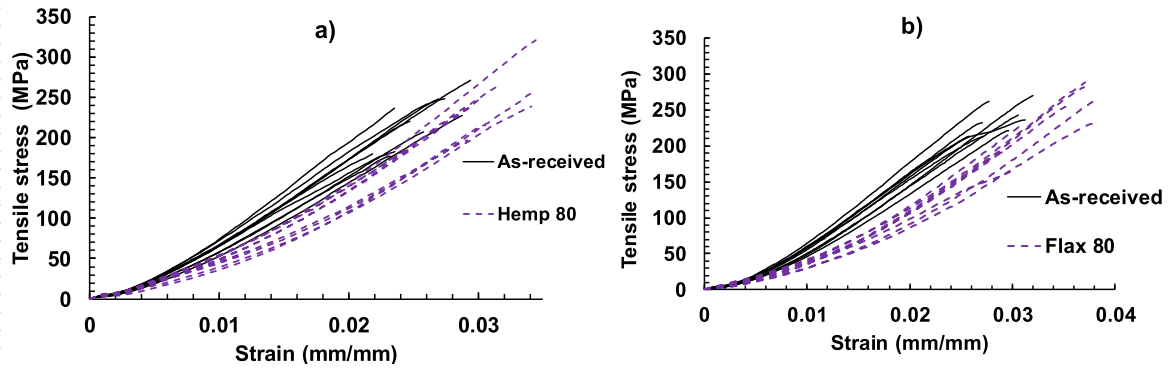 a)
350
300
250
200
150
100
50
0
Tensile stress (MPa)
0 0.01 0.02 0.03
Strain (mm/mm)
As-received
Hemp 80
b)
350
300
250
200
150
100
50
0
Tensile stress (MPa)
0 0.01 0.02 0.03 0.04
Strain (mm/mm)
As-received
Flax 80